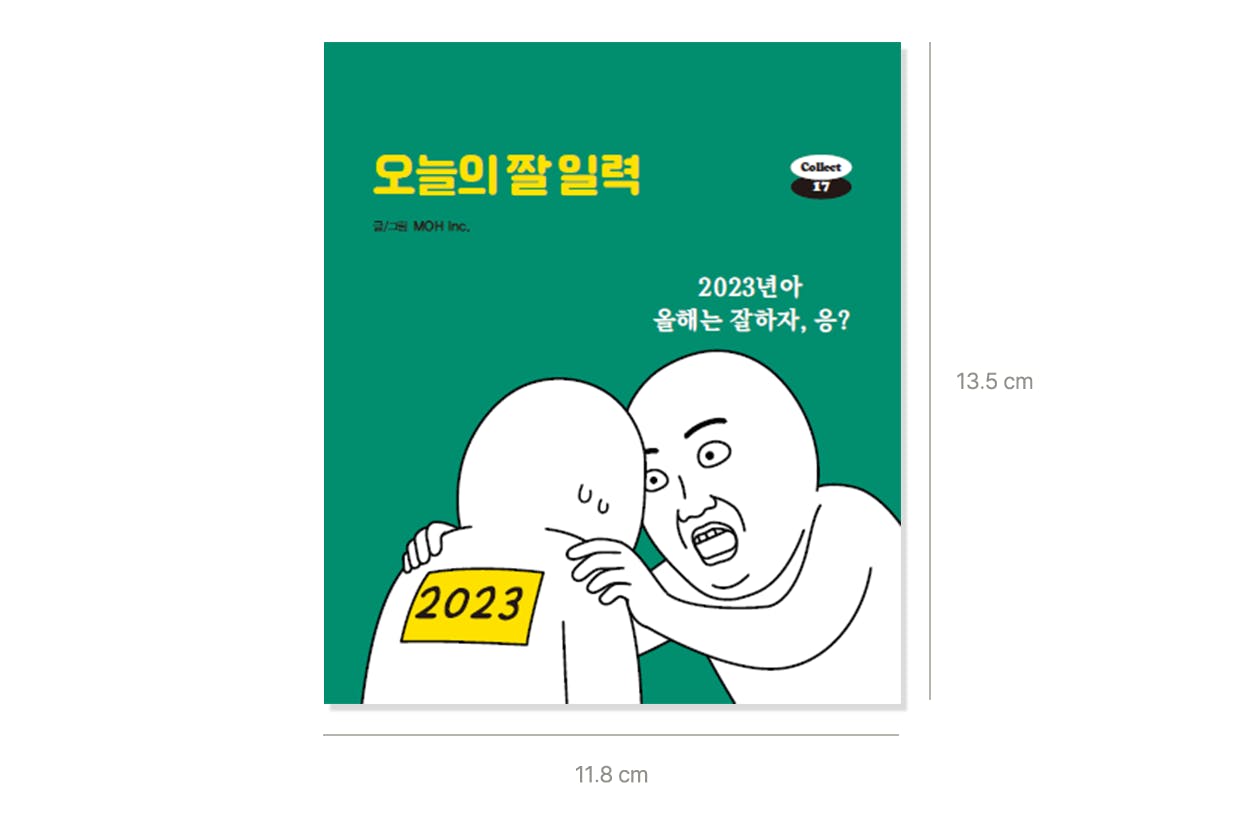 오늘의 짤 일력
Collect
17
글/그림 MOH Inc.
2023년아
올해는 잘하자, 응?
2023
13.5 cm
11.8 cm